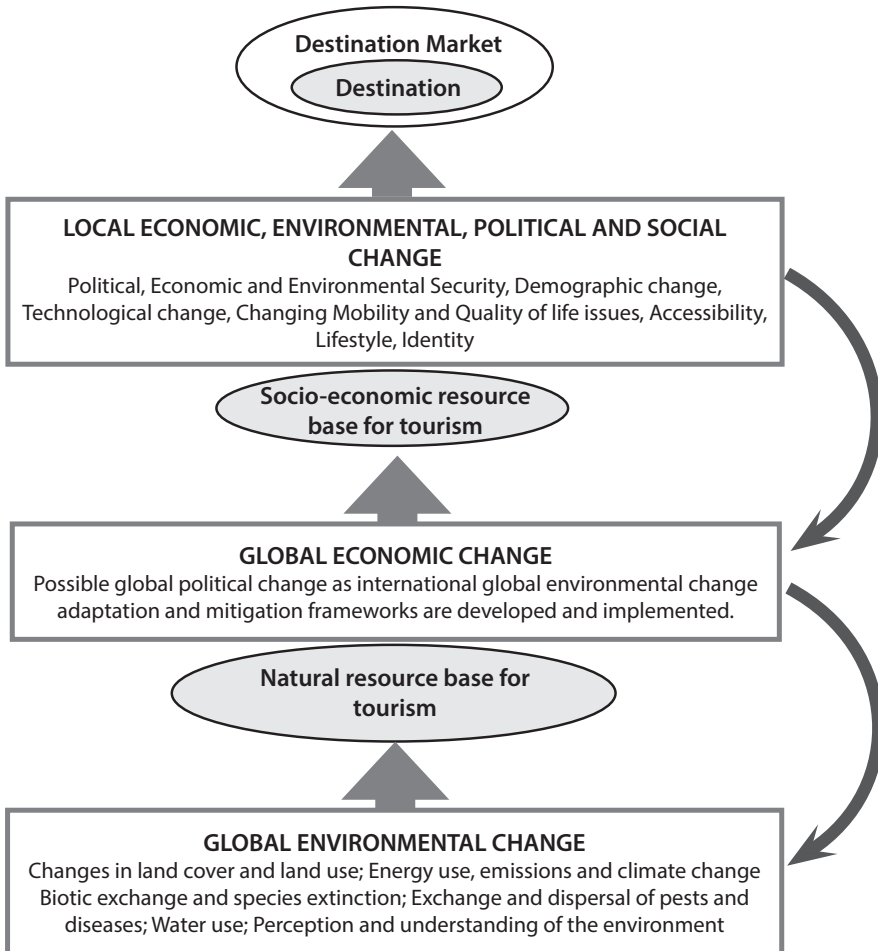 Destination Market
Destination
LOCAL ECONOMIC, ENVIRONMENTAL, POLITICAL AND SOCIAL
CHANGE
Political, Economic and Environmental Security, Demographic change,
Technological change, Changing Mobility and Quality of life issues, Accessibility,
Lifestyle, Identity
Socio-economic resource
base for tourism
GLOBAL ECONOMIC CHANGE
Possible global political change as international global environmental change
adaptation and mitigation frameworks are developed and implemented.
Natural resource base for
tourism
GLOBAL ENVIRONMENTAL CHANGE
Changes in land cover and land use; Energy use, emissions and climate change
Biotic exchange and species extinction; Exchange and dispersal of pests and
diseases; Water use; Perception and understanding of the environment